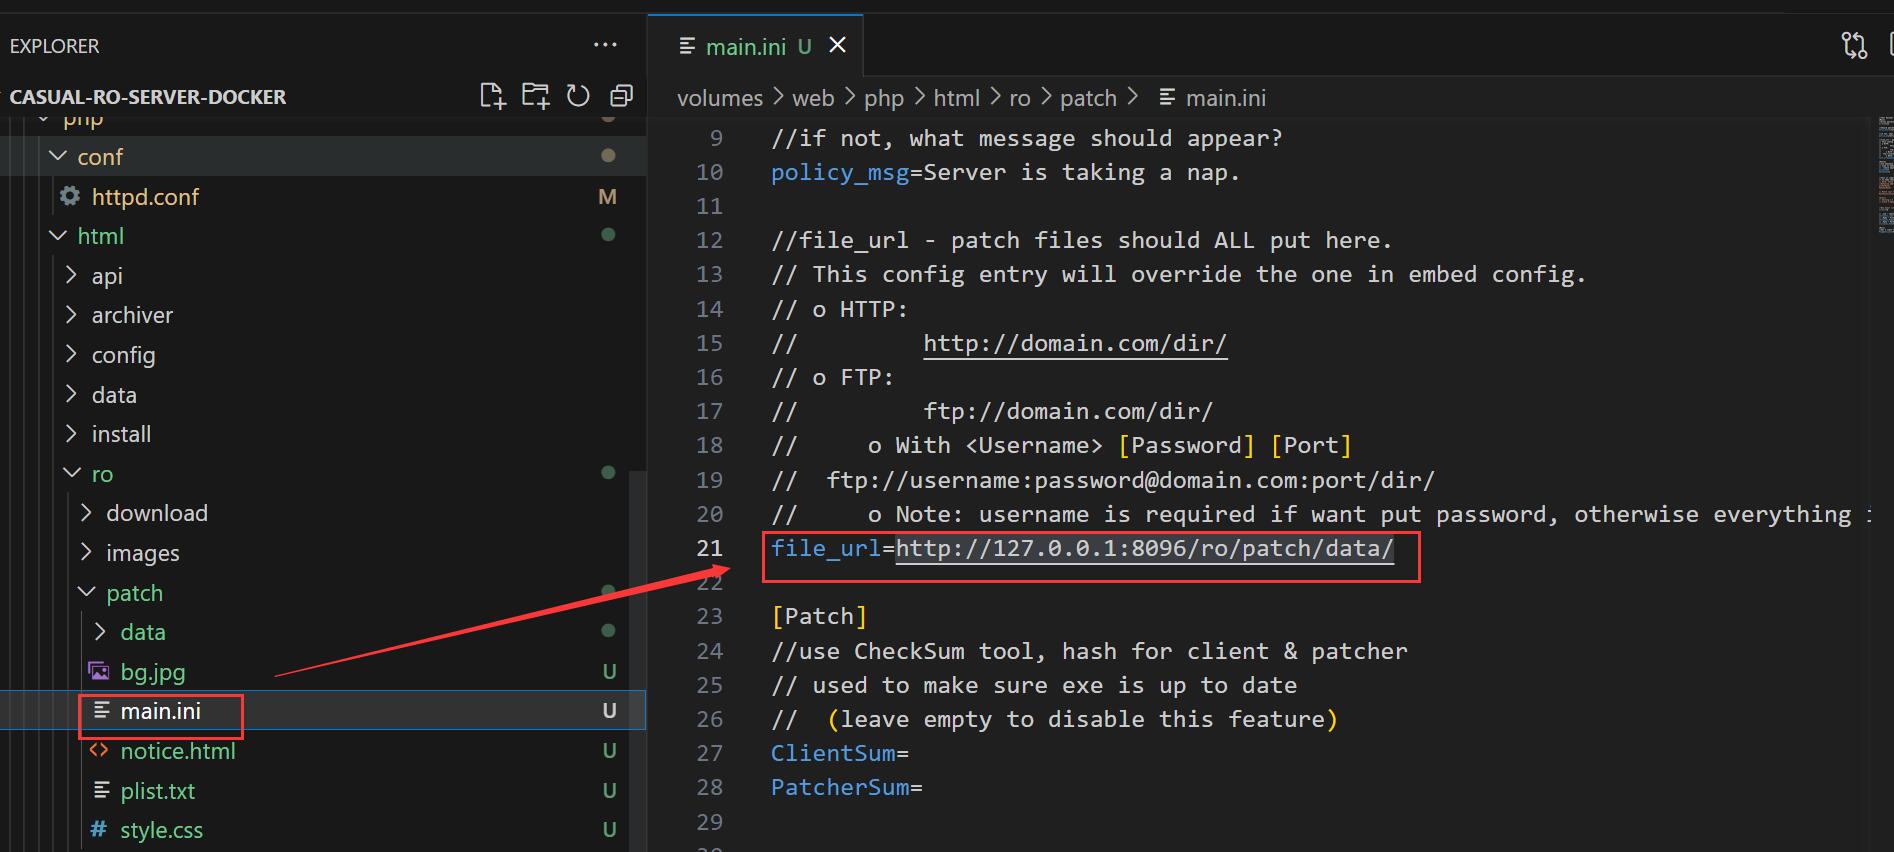 EXPLORER
CASUAL-RO-SERVER-DOCKER
php
conf
httpd.conf M
html
api
archiver
config
data
install
ro
download
images
patch
data
bg.jpg U
main.ini U
notice.html U
plist.txt U
style.css U
main.ini U
volumes > web > php > html > ro > patch > main.ini
9 //if not, what message should appear?
10 policy_msg=Server is taking a nap.
11
12 //file_url - patch files should ALL put here.
13 // This config entry will override the one in embed config.
14 // o HTTP:
15 // http://domain.com/dir/
16 // o FTP:
17 // ftp://domain.com/dir/
18 // o With <Username> [Password] [Port]
19 // ftp://username:password@domain.com:port/dir/
20 // o Note: username is required if want put password, otherwise everything
21 file_url=http://127.0.0.1:8096/ro/patch/data/
22
23 [Patch]
24 //use CheckSum tool, hash for client & patcher
25 // used to make sure exe is up to date
26 // (leave empty to disable this feature)
27 ClientSum=
28 PatcherSum=
29